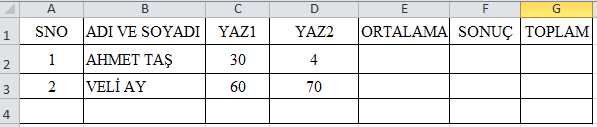 A B C D E F G
1 SNO ADI VE SOYADI YAZ1 YAZ2 ORTALAMA SONUÇ TOPLAM
2 1 AHMET TAŞ 30 4
3 2 VELİ AY 60 70
4